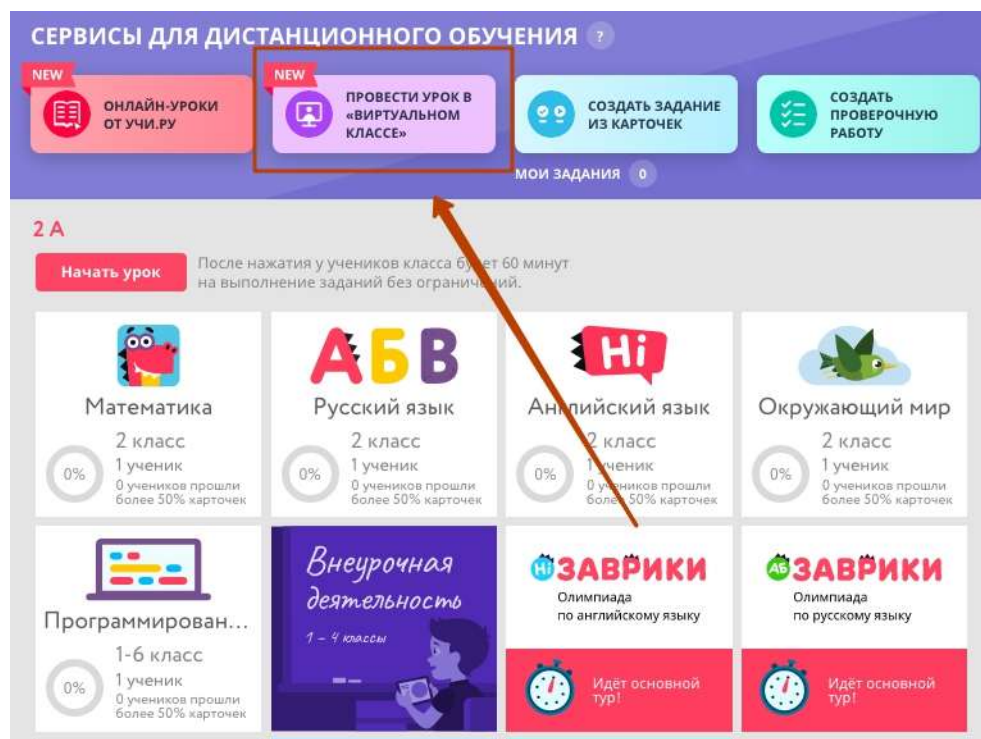 СЕРВИСЫ ДЛЯ ДИСТАНЦИОННОГО ОБУЧЕНИЯ ?
NEW
ОНЛАЙН-УРОКИ
ОТ УЧИ.РУ
NEW
ПРОВЕСТИ УРОК В
«ВИРТУАЛЬНОМ
КЛАССЕ»
СОЗДАТЬ ЗАДАНИЕ
ИЗ КАРТОЧЕК
СОЗДАТЬ
ПРОВЕРОЧНУЮ
РАБОТУ
МОИ ЗАДАНИЯ 0
2 А
Начать урок
После нажатия у учеников класса будет 60 минут
на выполнение заданий без ограничений.
Математика
2 класс
0%
1 ученик
0 учеников прошли
более 50% карточек
АБВ
Русский язык
2 класс
0%
1 ученик
0 учеников прошли
более 50% карточек
Hi
Английский язык
2 класс
0%
1 ученик
0 учеников прошли
более 50% карточек
Окружающий мир
2 класс
0%
1 ученик
0 учеников прошли
более 50% карточек
Программирован...
1-6 класс
0%
1 ученик
0 учеников прошли
более 50% карточек
Внеурочная
деятельность
1 – 4 классы
Hi ЗАВРИКИ
Олимпиада
по английскому языку
Идёт основной
тур!
АБ ЗАВРИКИ
Олимпиада
по русскому языку
Идёт основной
тур!